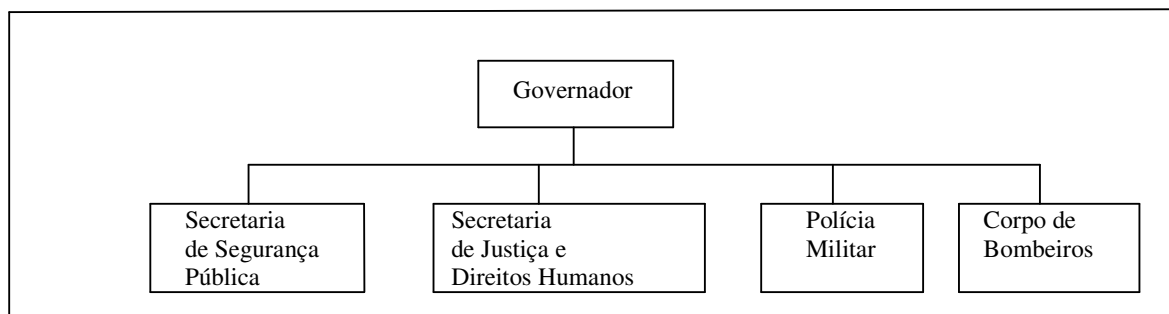 Governador
Secretaria
de Segurança
Pública
Secretaria
de Justiça e
Direitos Humanos
Polícia
Militar
Corpo de
Bombeiros